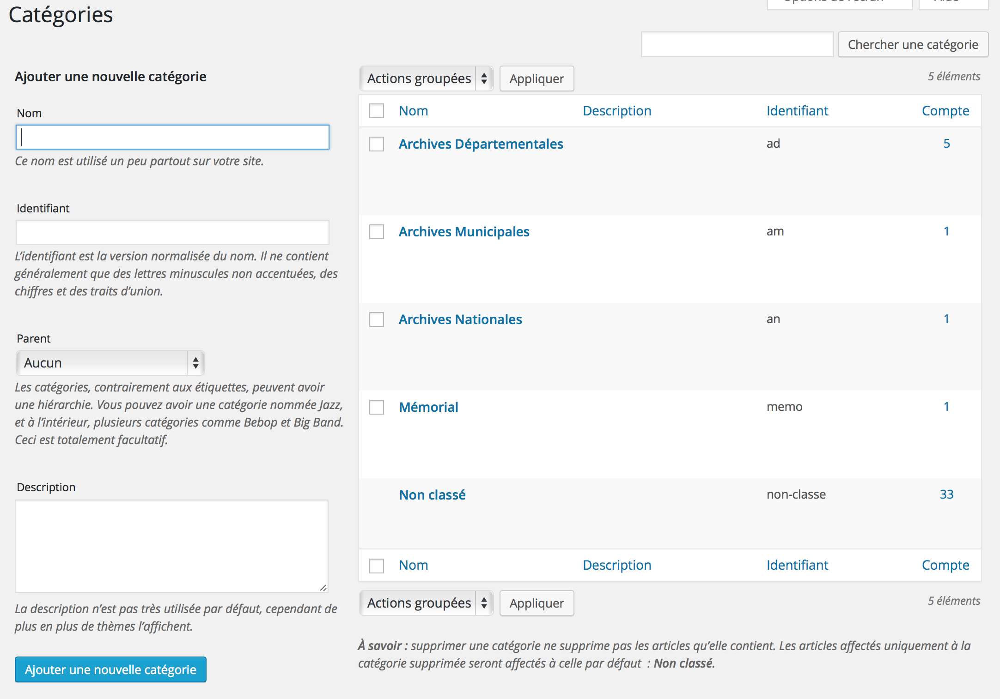 Catégories
Chercher une catégorie
Ajouter une nouvelle catégorie
Nom
Ce nom est utilisé un peu partout sur votre site.
Identifiant
L’identifiant est la version normalisée du nom. Il ne contient
généralement que des lettres minuscules non accentuées, des
chiffres et des traits d’union.
Parent
Aucun
Les catégories, contrairement aux étiquettes, peuvent avoir
une hiérarchie. Vous pouvez avoir une catégorie nommée Jazz,
et à l’intérieur, plusieurs catégories comme Bebop et Big Band.
Ceci est totalement facultatif.
Description
La description n’est pas très utilisée par défaut, cependant de
plus en plus de thèmes l’affichent.
Ajouter une nouvelle catégorie
Actions groupées Appliquer 5 éléments
Nom Description Identifiant Compte
Archives Départementales ad 5
Archives Municipales am 1
Archives Nationales an 1
Mémorial memo 1
Non classé non-classe 33
Nom Description Identifiant Compte
Actions groupées Appliquer 5 éléments
À savoir : supprimer une catégorie ne supprime pas les articles qu’elle contient. Les articles affectés uniquement à la
catégorie supprimée seront affectés à celle par défaut : Non classé.